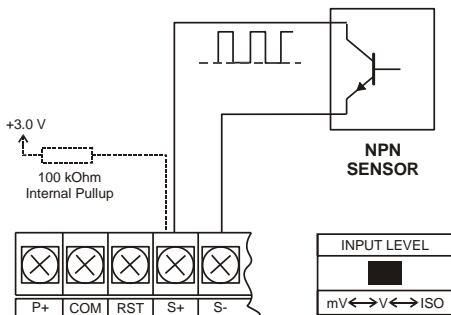 +3.0 V
100 kOhm
Internal Pullup
NPN
SENSOR
P+ COM RST S+ S-
INPUT LEVEL
mV↔V↔ISO